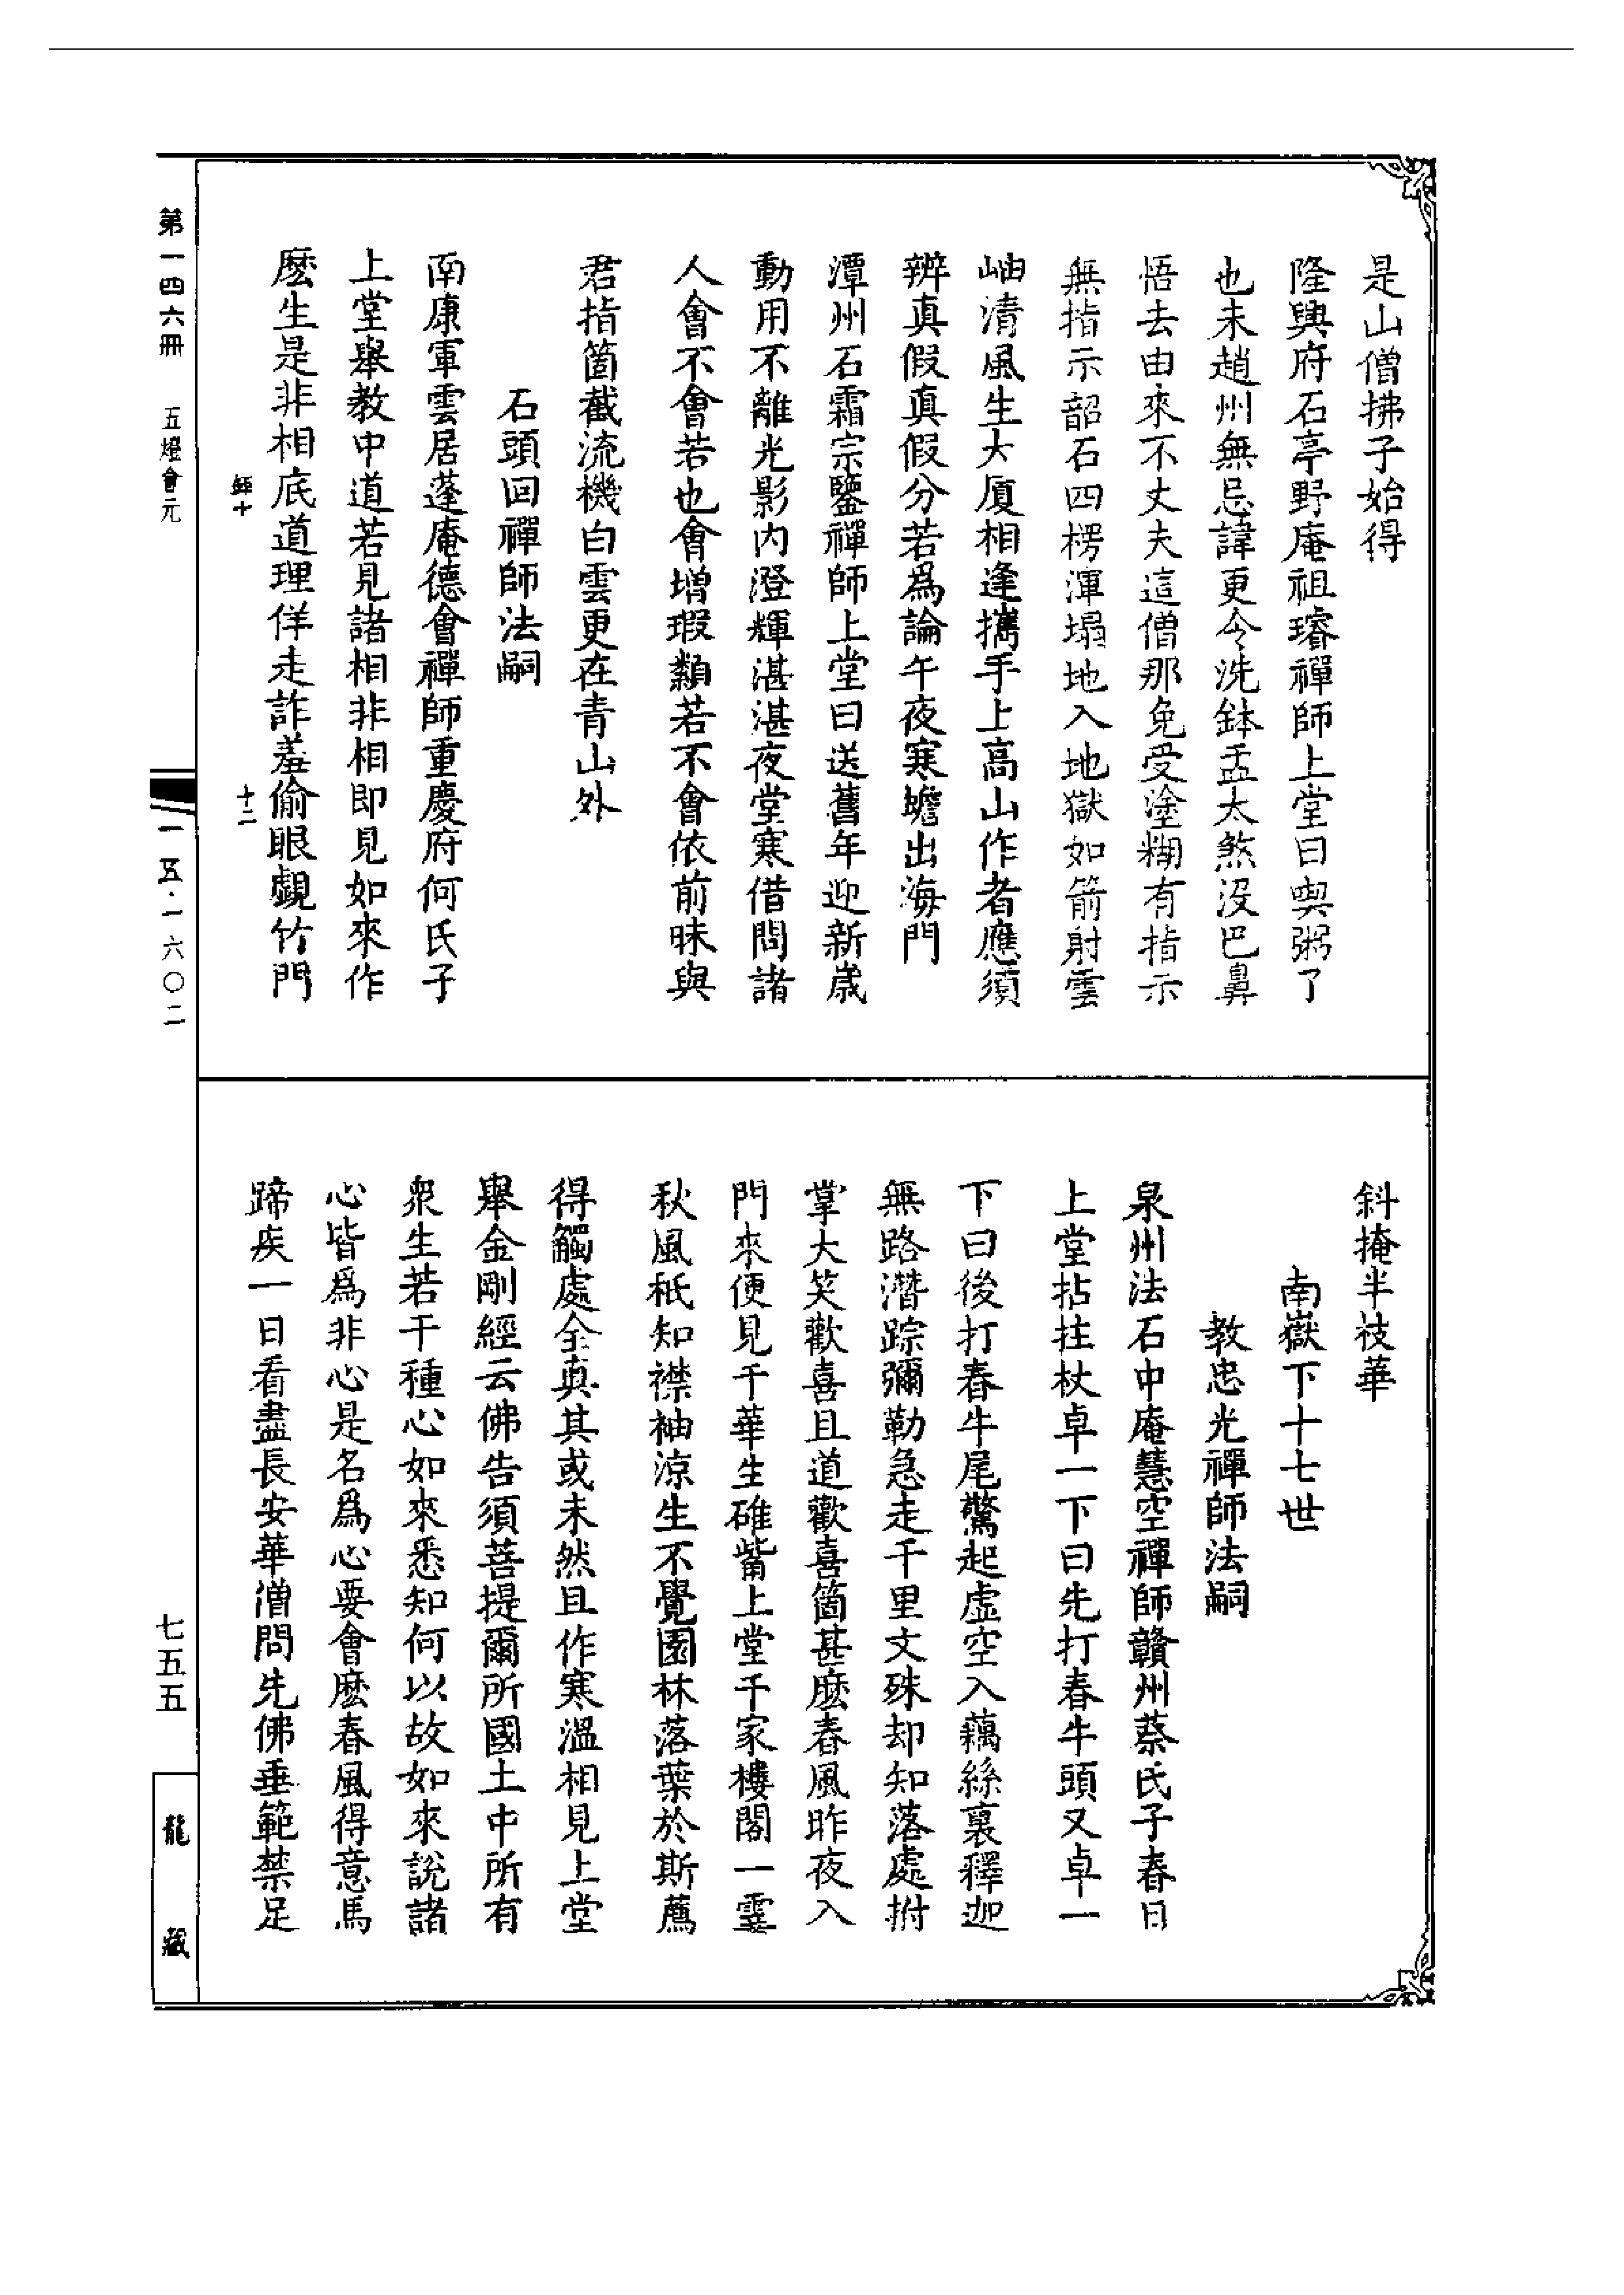 是山僧拂子始得
隆興府石亭野庵祖璿禪師上堂曰喫粥了
也未趙州無忌諱更令洗鉢盂太煞沒巴鼻
悟去由來不丈夫這僧那免受塗糊有指示
無指示韶石四楞渾塌地入地獄如箭射雲
岫清風生大厦相逢攜手上高山作者應須
辨真假真假分若為論午夜寒蟾出海門
潭州石霜宗鑒禪師上堂曰送舊年迎新歲
動用不離光影內澄輝湛湛夜堂寒借問諸
人會不會若也會增瑕纇若不會依前昧與
君指箇截流機白雲更在青山外
石頭回禪師法嗣
南康軍雲居蓬庵德會禪師重慶府何氏子
上堂舉教中道若見諸相非相即見如來作
麼生是非相底道理佯走詐羞偷眼覷竹門
斜掩半枝華
南嶽下十七世
教忠光禪師法嗣
泉州法石中庵慧空禪師贛州蔡氏子春日
上堂拈拄杖卓一下曰先打春牛頭又卓一
下曰後打春牛尾驚起虛空入藕絲裏釋迦
無路潛踪彌勒急走千里文殊却知落處拊
掌大笑歡喜且道歡喜箇甚麼春風昨夜入
門來便見千華生碓觜上堂千家樓閣一霎
秋風秖知襟袖涼生不覺園林落葉於斯薦
得觸處全真其或未然且作寒溫相見上堂
舉金剛經云佛告須菩提爾所國土中所有
眾生若干種心如來悉知何以故如來說諸
心皆為非心是名為心要會麼春風得意馬
蹄疾一日看盡長安華僧問先佛垂範禁足
第一四六冊 五燈會元
十二
一一五·一六〇二
七五五
龍藏